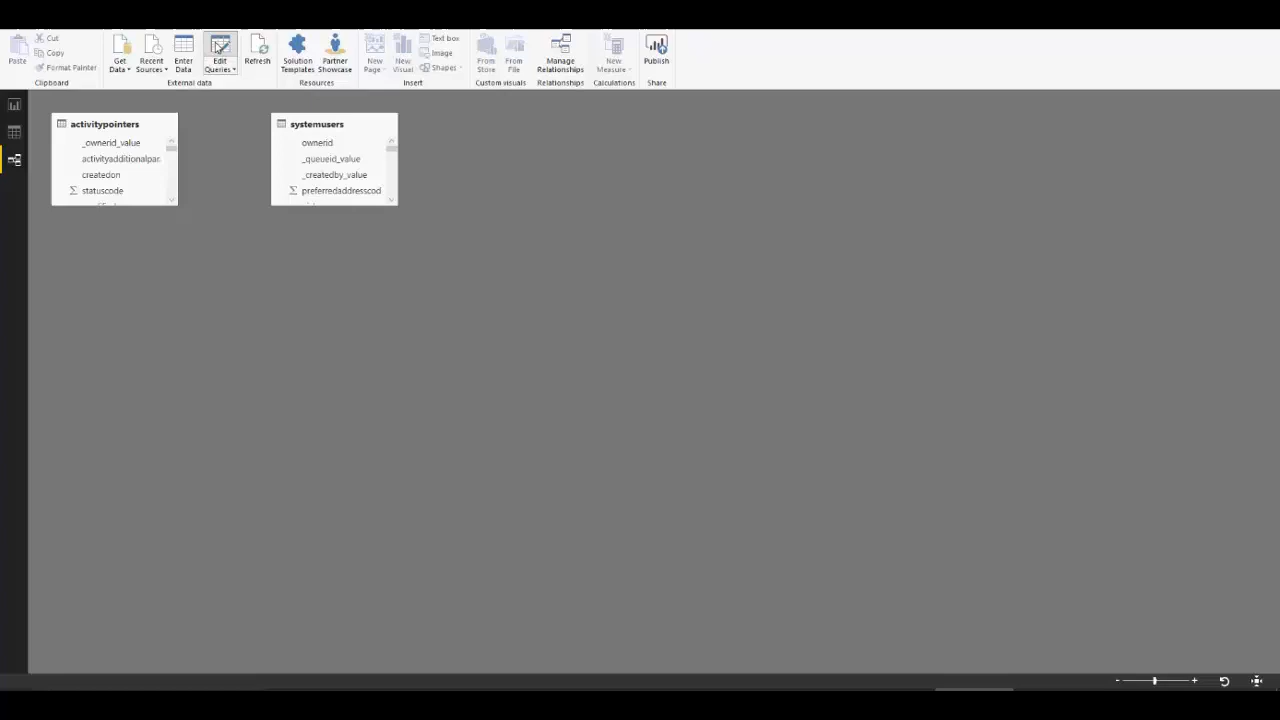 Cut
Copy
Format Painter
Paste
Clipboard
Get Data
Recent Sources
Enter Data
Edit Queries
Refresh
External data
Solution Templates
Partner Showcase
Resources
New Page
New Visual
Text box
Image
Shapes
Insert
From Store
From File
Custom visuals
Manage Relationships
Relationships
New Measure
Calculations
Publish
Share
activitypointers
_ownerid_value
activityadditionalpar
createdon
statuscode
systemusers
ownerid
_queueid_value
_createdby_value
preferredaddresscod